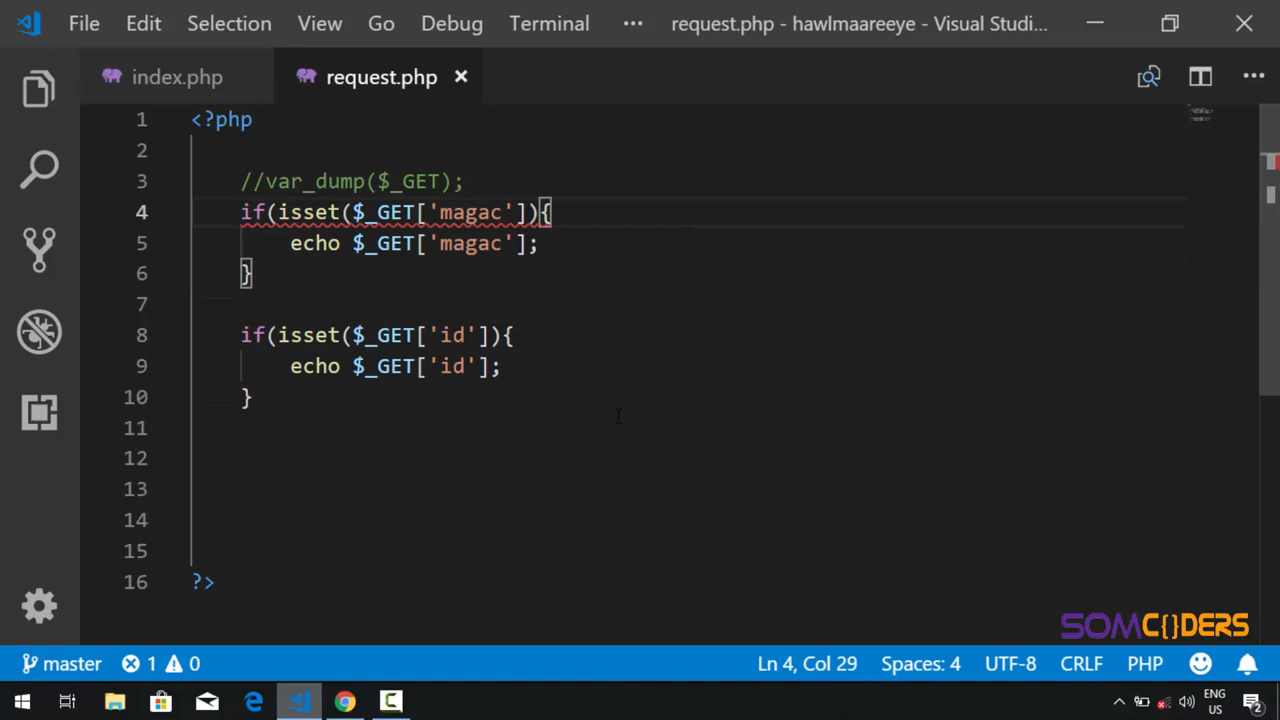 File Edit Selection View Go Debug Terminal ··· request.php - hawlmaareeye - Visual Studi...
index.php request.php
1 <?php
2
3 //var_dump($_GET);
4 if(isset($_GET['magac']){
5 echo $_GET['magac'];
6 }
7
8 if(isset($_GET['id']){
9 echo $_GET['id'];
10 }
11
12
13
14
15
16 ?>
SOMC{}DERS
master 1 0 Ln 4, Col 29 Spaces: 4 UTF-8 CRLF PHP
ENG
US 2